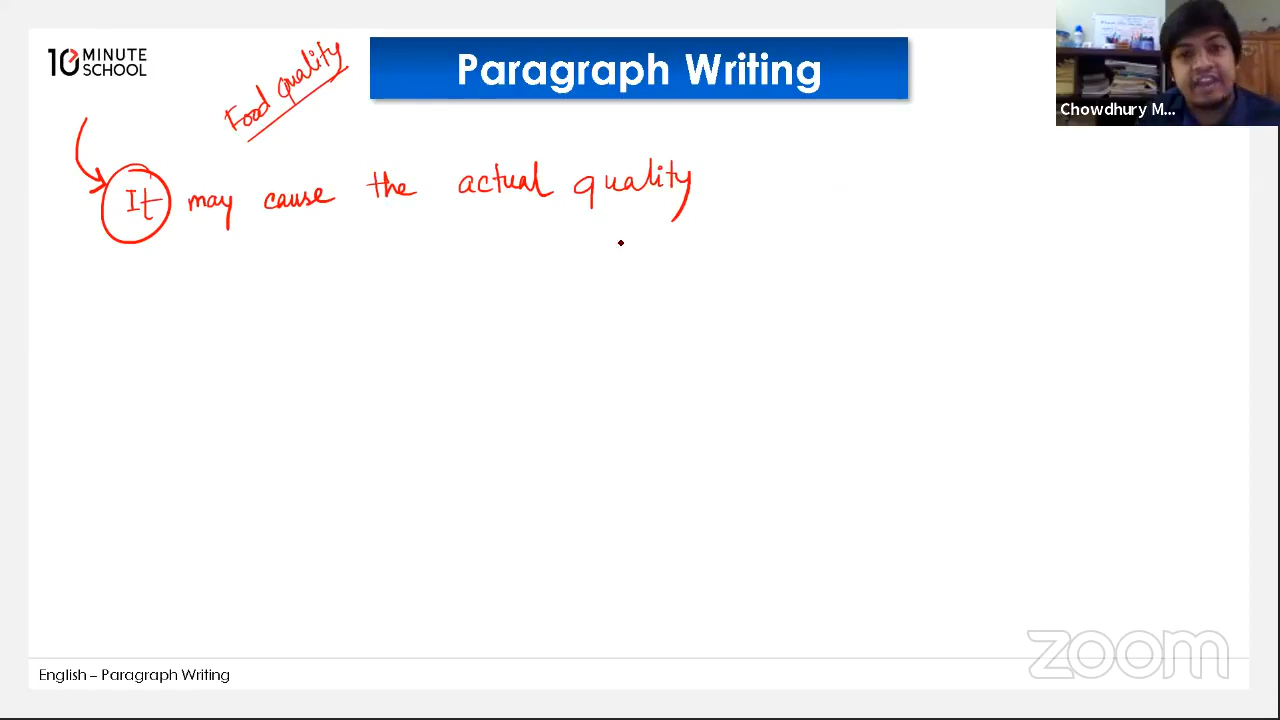 10 MINUTE
SCHOOL
Food quality
Paragraph Writing
Chowdhury M...
It may cause the actual quality
zoom
English – Paragraph Writing